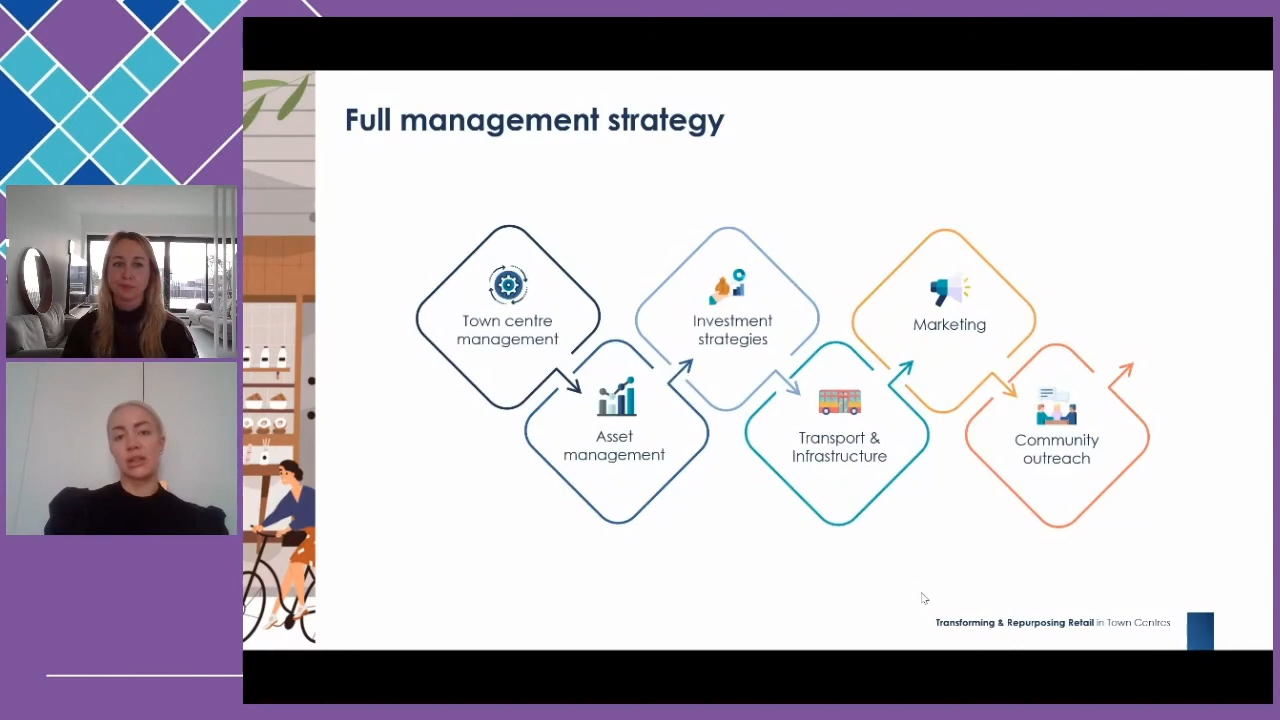 Full management strategy
Town centre
management
Asset
management
Investment
strategies
Transport &
Infrastructure
Marketing
Community
outreach
Transforming & Repurposing Retail in Town Centres